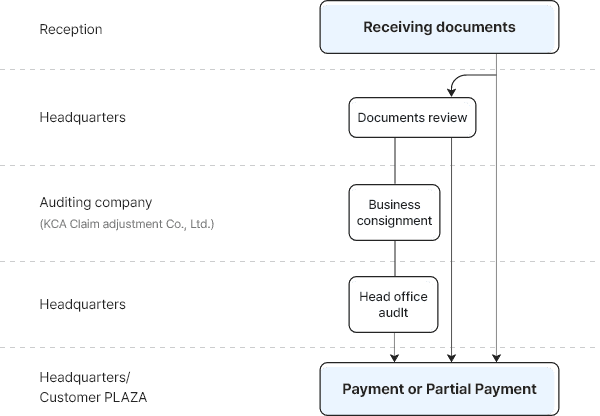 Reception
Receiving documents
Headquarters
Documents review
Auditing company
(KCA Claim adjustment Co., Ltd.)
Business
consignment
Headquarters
Head office
audIt
Headquarters/
Customer PLAZA
Payment or Partial Payment